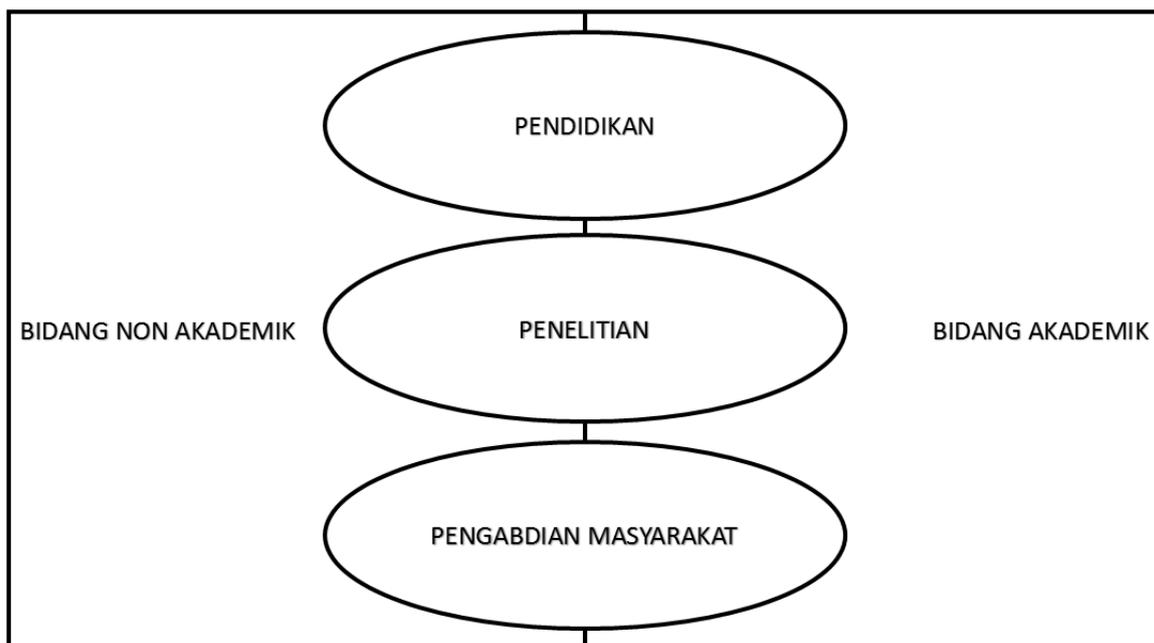 PENDIDIKAN
BIDANG NON AKADEMIK
PENELITIAN
BIDANG AKADEMIK
PENGABDIAN MASYARAKAT